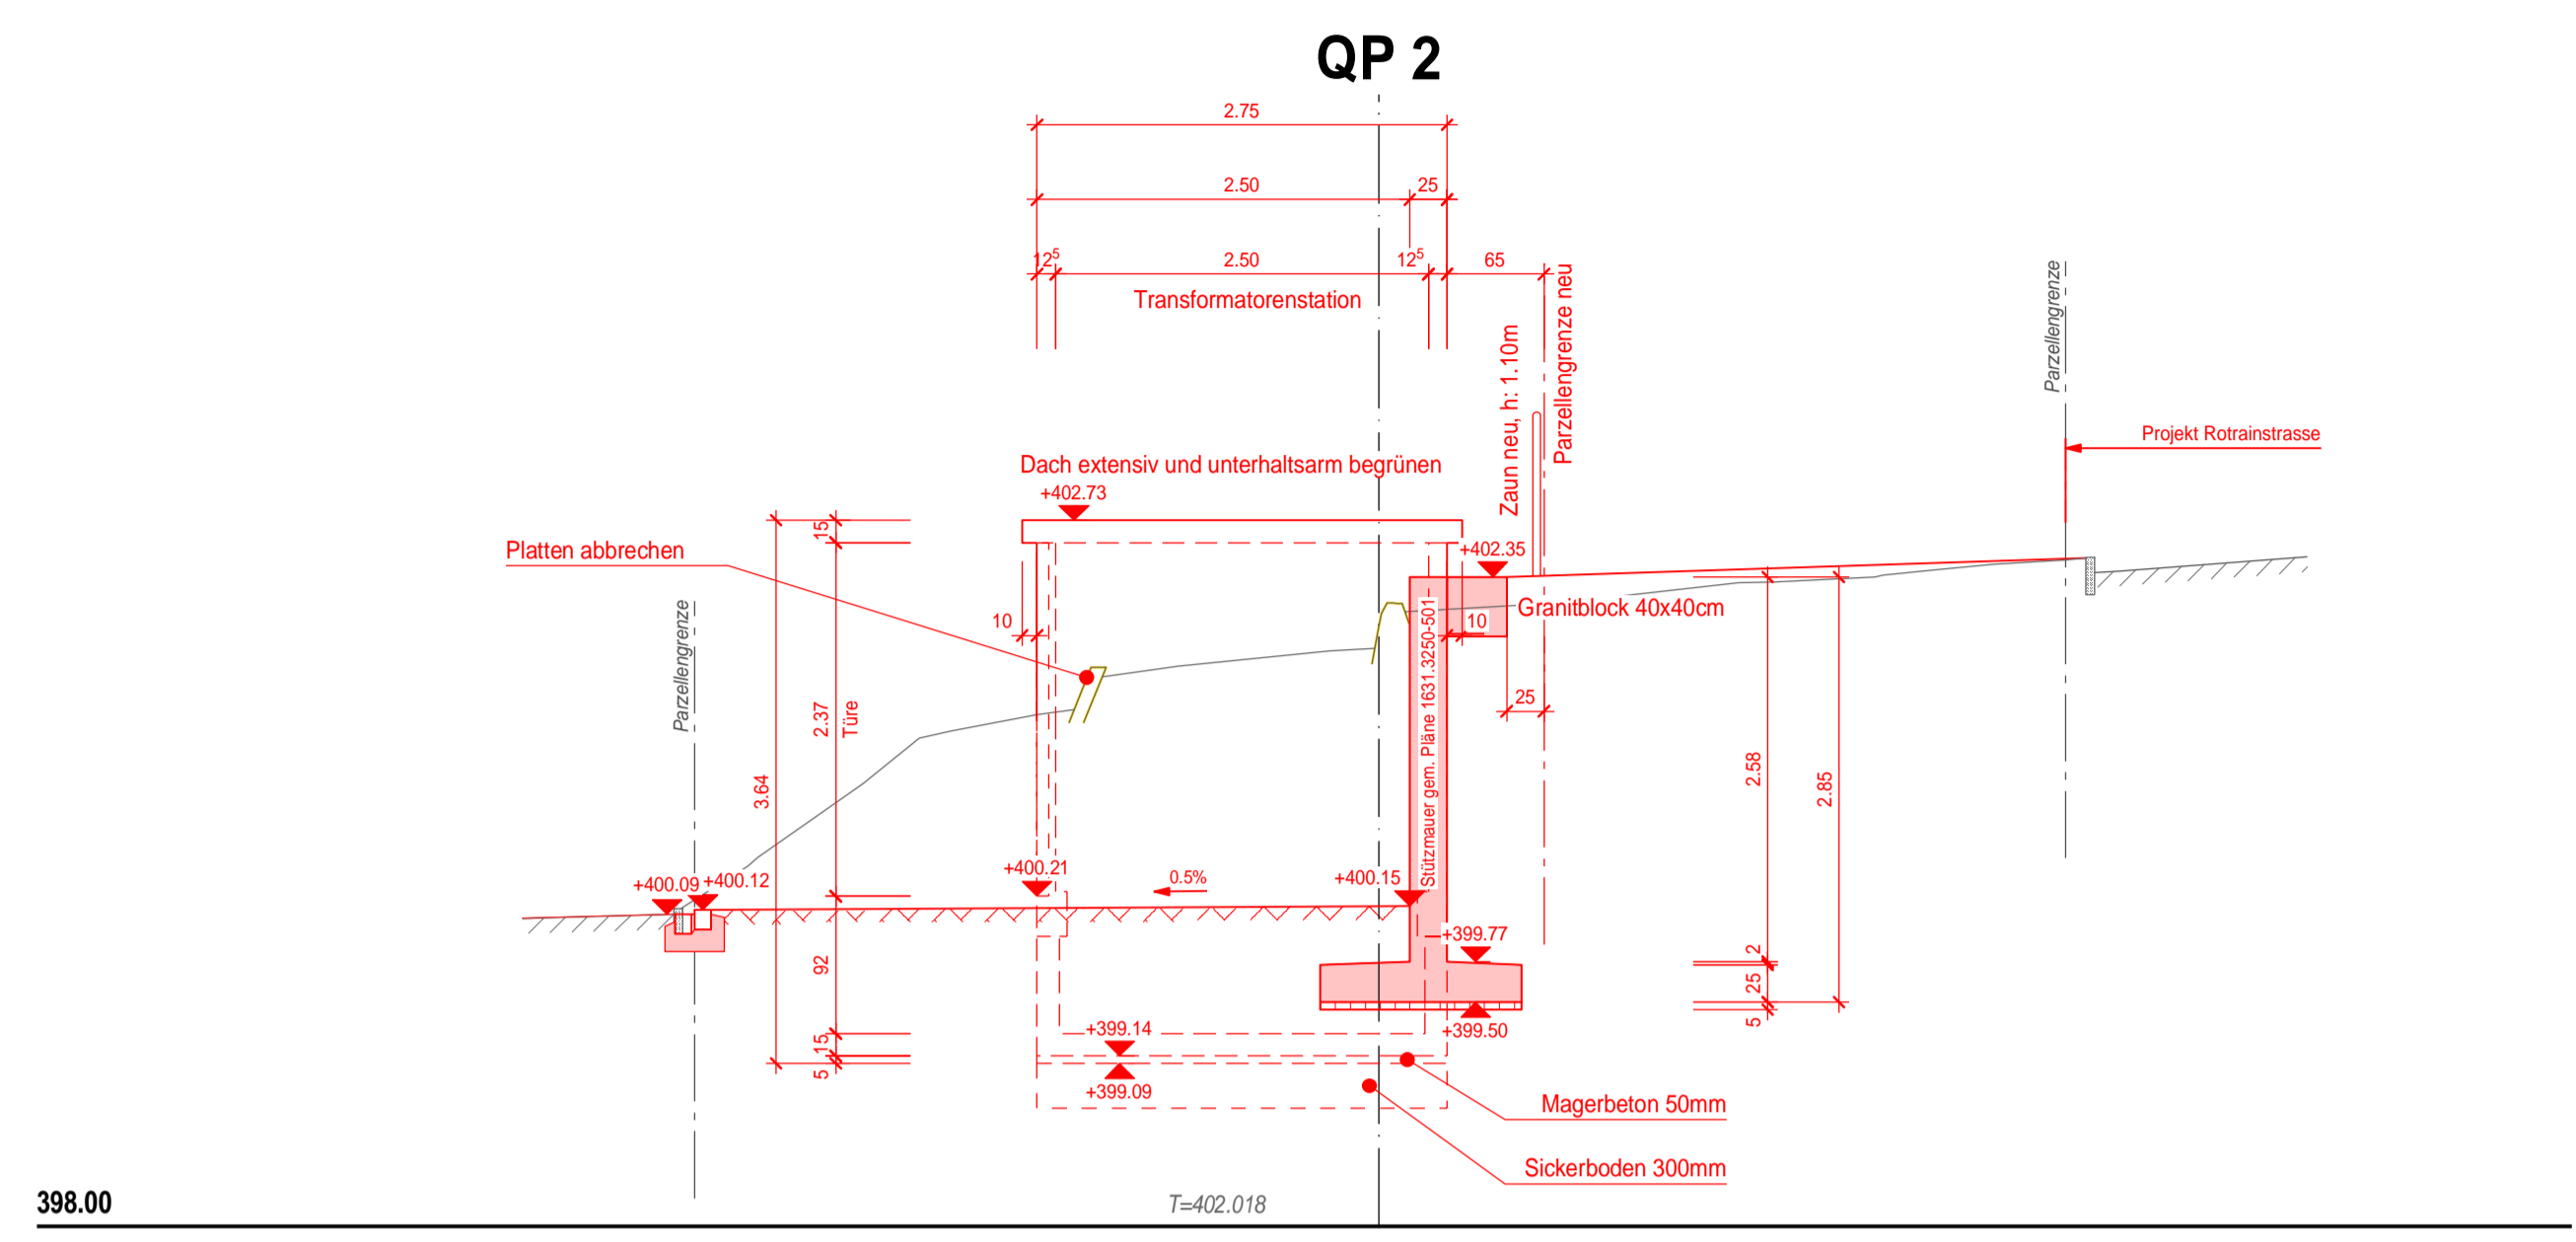 QP 2
2.75
2.50
25
12⁵
2.50
12⁵
65
Transformatorenstation
Zaun neu, h: 1.10m
Parzellengrenze neu
Parzellengrenze
Projekt Rotrainstrasse
Dach extensiv und unterhaltsarm begrünen
+402.73
15
Platten abbrechen
+402.35
Granitblock 40x40cm
10
10
Parzellengrenze
Stützmauer gem. Pläne 1631.3250-501
25
2.37
Türe
3.64
2.58
2.85
+400.09
+400.12
+400.21
0.5%
+400.15
+399.77
92
2
25
5
+399.14
+399.50
15
5
+399.09
Magerbeton 50mm
Sickerboden 300mm
398.00
T=402.018